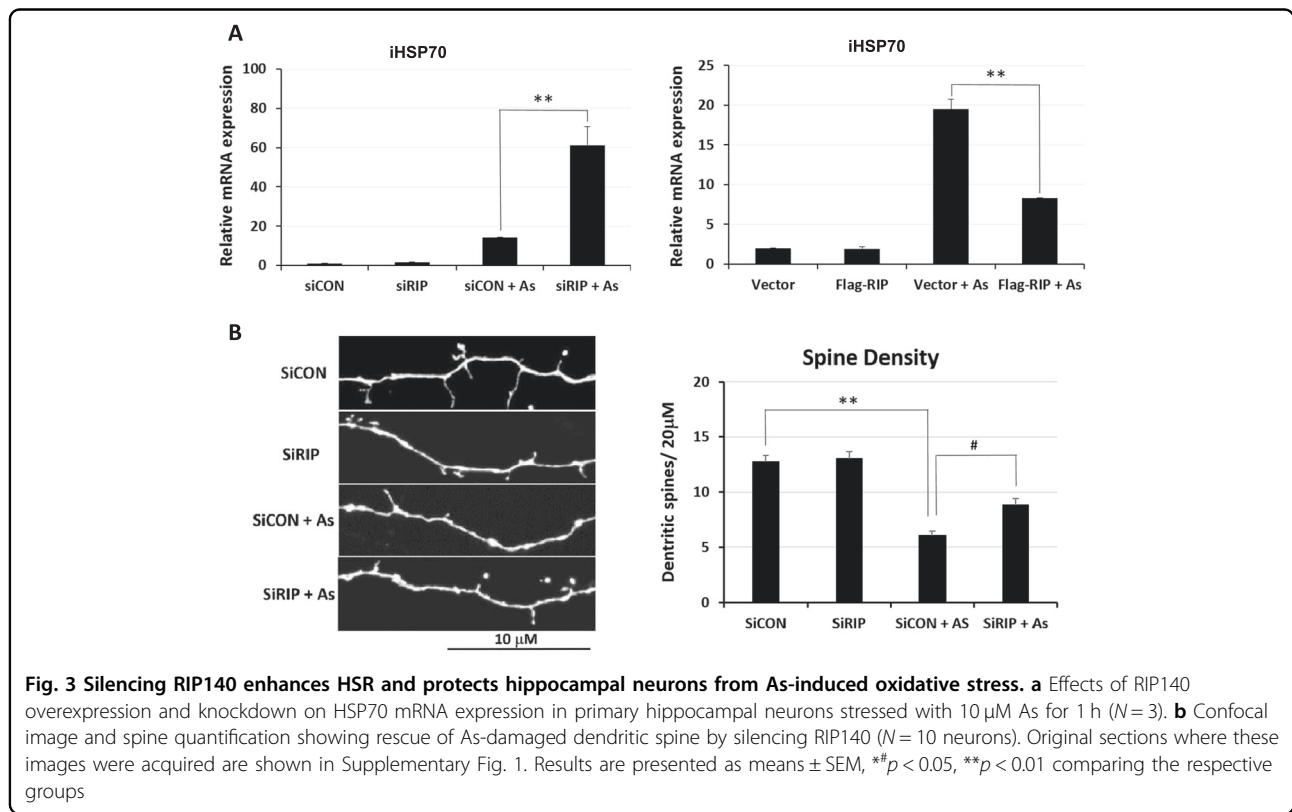 A
iHSP70
Relative mRNA expression
100
80
60
40
20
0
**
siCON siRIP siCON + As siRIP + As
iHSP70
Relative mRNA expression
25
20
15
10
5
0
**
Vector Flag-RIP Vector + As Flag-RIP + As
B
SiCON
SiRIP
SiCON + As
SiRIP + As
10 μM
Spine Density
Dentritic spines/ 20μM
20
15
10
5
0
**
#
SiCON SiRIP SiCON + AS SiRIP + As
Fig. 3 Silencing RIP140 enhances HSR and protects hippocampal neurons from As-induced oxidative stress. a Effects of RIP140
overexpression and knockdown on HSP70 mRNA expression in primary hippocampal neurons stressed with 10 μM As for 1 h (N = 3). b Confocal
image and spine quantification showing rescue of As-damaged dendritic spine by silencing RIP140 (N = 10 neurons). Original sections where these
images were acquired are shown in Supplementary Fig. 1. Results are presented as means ± SEM, *#p < 0.05, **p < 0.01 comparing the respective
groups